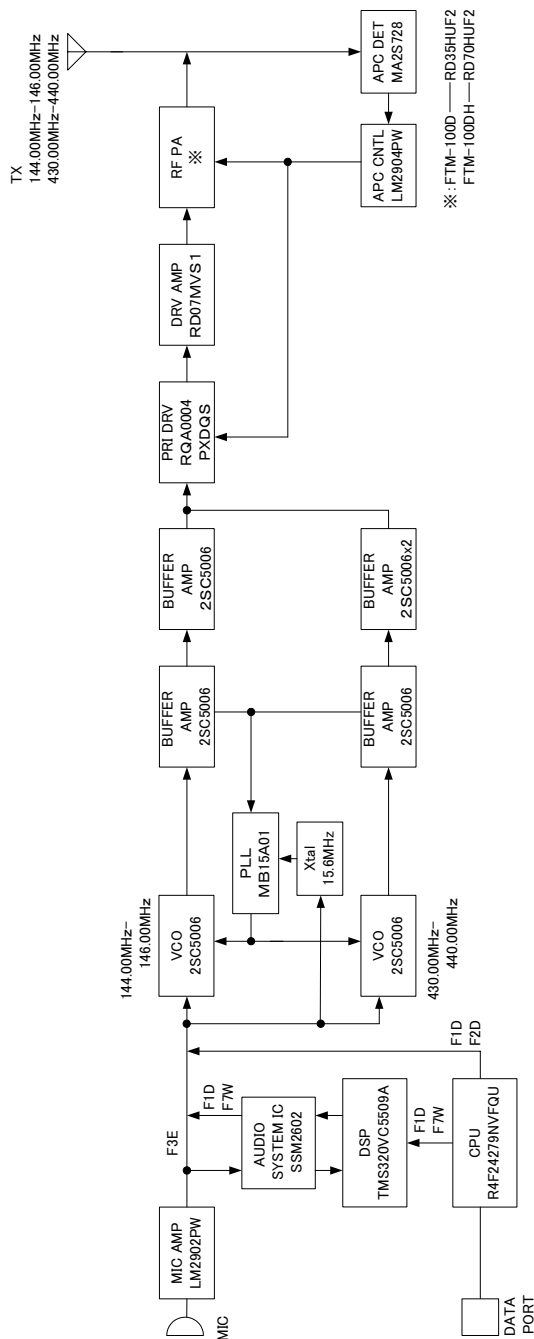 TX
144.00MHz-146.00MHz
430.00MHz-440.00MHz
RF PA
※
APC DET
MA2S728
APC CNTL
LM2904PW
※: FTM-100D ── RD35HUF2
FTM-100DH ─ RD70HUF2
DRV AMP
RD07MVS1
PRI DRV
RQA0004
PXDQS
BUFFER
AMP
2SC5006
BUFFER
AMP
2SC5006x2
BUFFER
AMP
2SC5006
BUFFER
AMP
2SC5006
PLL
MB15A01
Xtal
15.6MHz
144.00MHz-
146.00MHz
VCO
2SC5006
VCO
2SC5006
430.00MHz-
440.00MHz
F3E
F1D
F7W
F1D
F2D
AUDIO
SYSTEM IC
SSM2602
DSP
TMS320VC5509A
F1D
F7W
CPU
R4F24279NVFQU
MIC AMP
LM2902PW
MIC
DATA
PORT